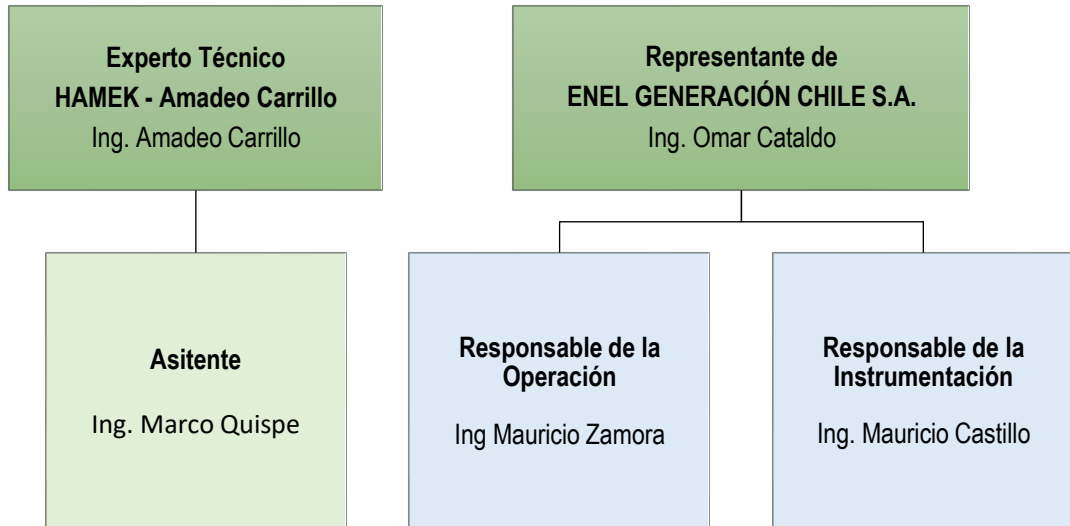 Experto Técnico
HAMEK - Amadeo Carrillo
Ing. Amadeo Carrillo
Representante de
ENEL GENERACIÓN CHILE S.A.
Ing. Omar Cataldo
Asitente
Ing. Marco Quispe
Responsable de la
Operación
Ing Mauricio Zamora
Responsable de la
Instrumentación
Ing. Mauricio Castillo